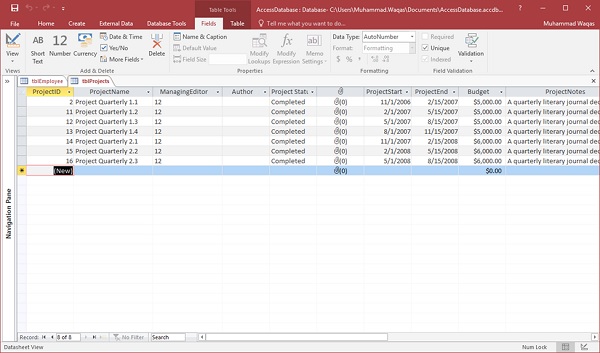 Table Tools
AccessDatabase : Database- C:\Users\Muhammad.Waqas\Documents\AccessDatabase.accdb
File Home Create External Data Database Tools Fields Table Tell me what you want to do... Muhammad Waqas
View Short Text Number Currency Date & Time Yes/No More Fields Delete Name & Caption Default Value Field Size Modify Lookups Modify Expression Memo Settings Data Type: AutoNumber Format: Formatting Required Unique Indexed Validation
Views Add & Delete Properties Formatting Field Validation
tblEmployee tblProjects
ProjectID ProjectName ManagingEditor Author Project Statu ProjectStart ProjectEnd Budget ProjectNotes
2 Project Quarterly 1.1 12 Completed (0) 11/1/2006 2/15/2007 $5,000.00 A quarterly literary journal dec
11 Project Quarterly 1.2 12 Completed (0) 2/1/2007 5/15/2007 $5,000.00 A quarterly literary journal dec
12 Project Quarterly 1.3 12 Completed (0) 5/1/2007 8/15/2007 $5,000.00 A quarterly literary journal dec
13 Project Quarterly 1.4 12 Completed (0) 8/1/2007 11/15/2007 $5,000.00 A quarterly literary journal dec
14 Project Quarterly 2.1 12 Completed (0) 11/1/2007 2/15/2008 $6,000.00 A quarterly literary journal dec
15 Project Quarterly 2.2 12 Completed (0) 2/1/2008 5/15/2008 $6,000.00 A quarterly literary journal dec
16 Project Quarterly 2.3 12 Completed (0) 5/1/2008 8/15/2008 $6,000.00 A quarterly literary journal dec
(New) (0) $0.00
Navigation Pane
Record: 8 of 8 No Filter Search
Datasheet View Num Lock